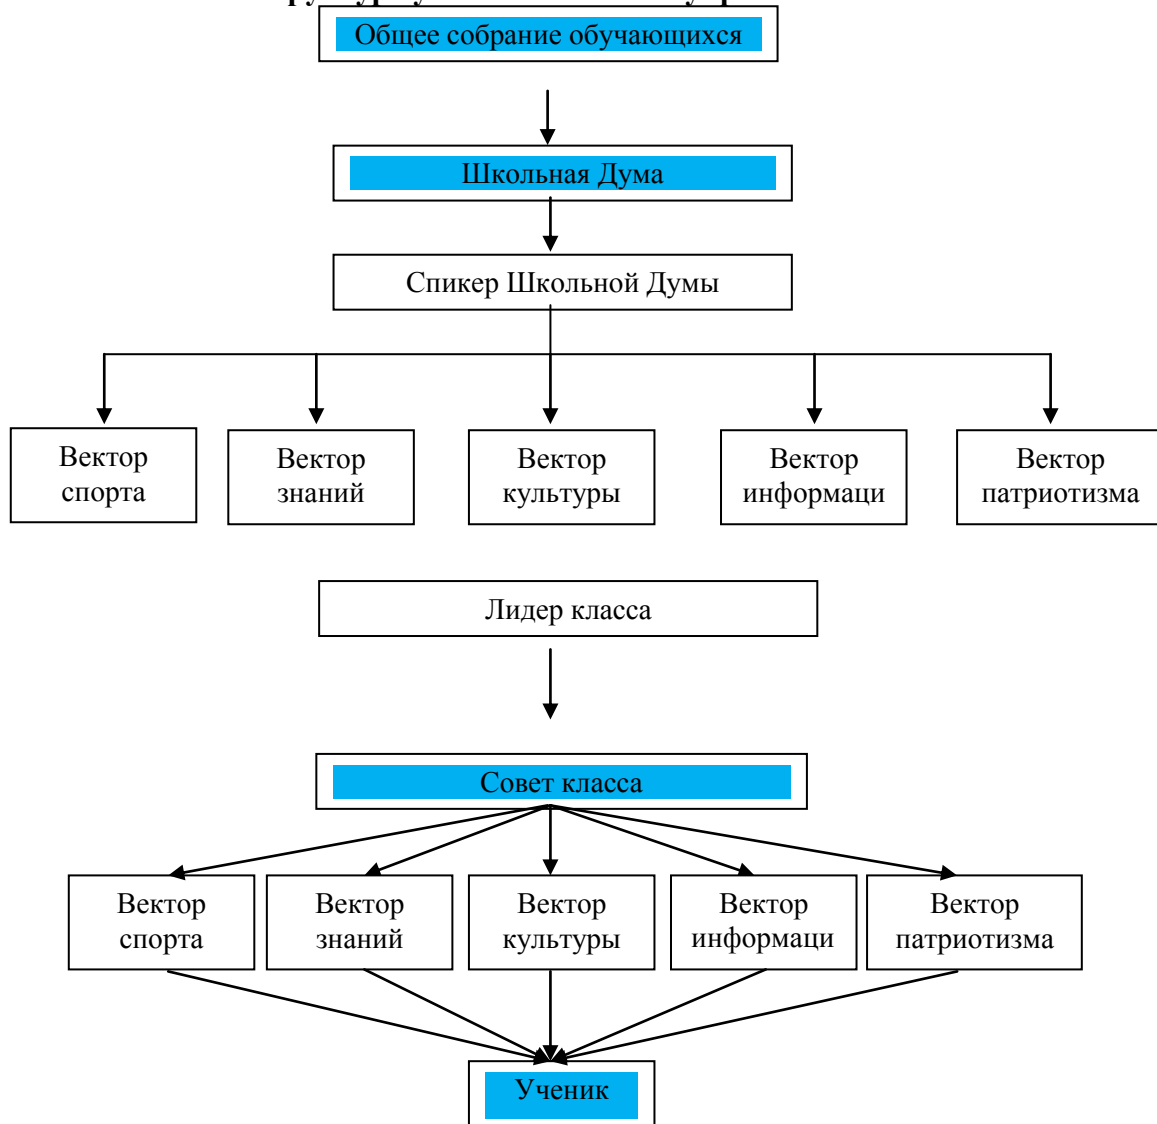 Общее собрание обучающихся
Школьная Дума
Спикер Школьной Думы
Вектор
спорта
Вектор
знаний
Вектор
культуры
Вектор
информаци
Вектор
патриотизма
Лидер класса
Совет класса
Вектор
спорта
Вектор
знаний
Вектор
культуры
Вектор
информаци
Вектор
патриотизма
Ученик